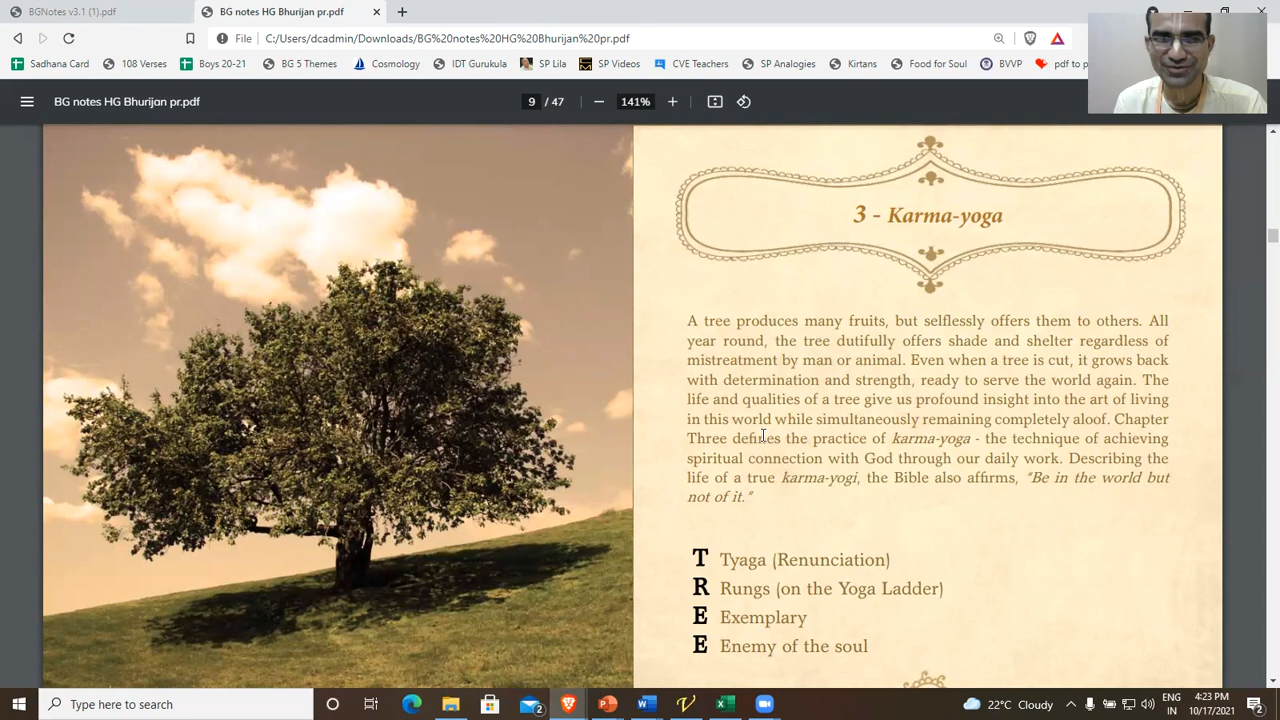 BGNotes v3.1 (1).pdf
BG notes HG Bhurijan pr.pdf
File
C:/Users/dcadmin/Downloads/BG%20notes%20HG%20Bhurijan%20pr.pdf
Sadhana Card
108 Verses
Boys 20-21
BG 5 Themes
Cosmology
IDT Gurukula
SP Lila
SP Videos
CVE Teachers
SP Analogies
Kirtans
Food for Soul
BVVP
pdf to p
BG notes HG Bhurijan pr.pdf
9 / 47
141%
3 - Karma-yoga
A tree produces many fruits, but selflessly offers them to others. All
year round, the tree dutifully offers shade and shelter regardless of
mistreatment by man or animal. Even when a tree is cut, it grows back
with determination and strength, ready to serve the world again. The
life and qualities of a tree give us profound insight into the art of living
in this world while simultaneously remaining completely aloof. Chapter
Three defines the practice of karma-yoga - the technique of achieving
spiritual connection with God through our daily work. Describing the
life of a true karma-yogi, the Bible also affirms, “Be in the world but
not of it.”
T Tyaga (Renunciation)
R Rungs (on the Yoga Ladder)
E Exemplary
E Enemy of the soul
Type here to search
2
22°C Cloudy
ENG
IN
4:23 PM
10/17/2021
2